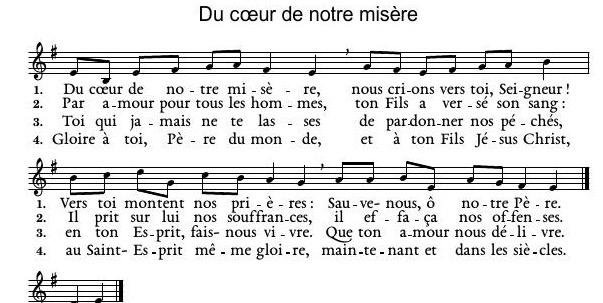 Du cœur de notre misère
1. Du cœur de no - tre mi - sè - re, nous cri-ons vers toi, Sei-gneur !
2. Par a-mour pour tous les hom - mes, ton Fils a ver - sé son sang :
3. Toi qui ja - mais ne te las - ses de par-don-ner nos pé - chés,
4. Gloire à toi, Pè - re du mon - de, et à ton Fils Jé - sus Christ,
1. Vers toi montent nos pri - è - res : Sau - ve- nous, ô no - tre Pè - re.
2. Il prit sur lui nos souffran-ces, il ef - fa - ça nos of-fen - ses.
3. en ton Es-prit, fais- nous vi - vre. Que ton a-mour nous dé - li - vre.
4. au Saint- Es - prit mê - me gloi - re, main-te - nant et dans les siè - cles.